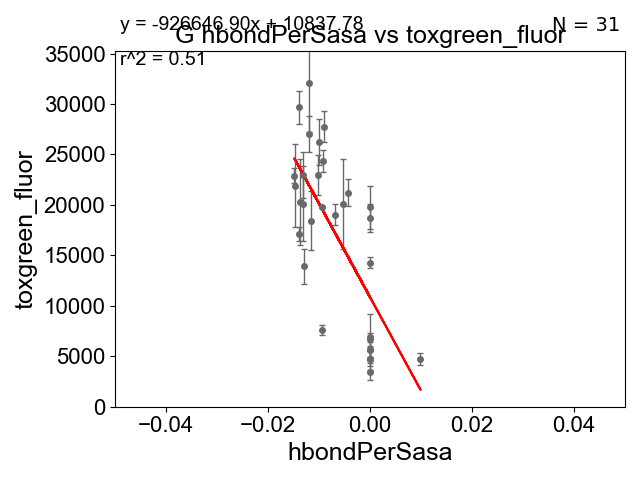 y = -926646.90x + 10837.78
N = 31
G hbondPerSasa vs toxgreen_fluor
r^2 = 0.51
35000
30000
25000
20000
15000
10000
5000
0
toxgreen_fluor
−0.04 −0.02 0.00 0.02 0.04
hbondPerSasa